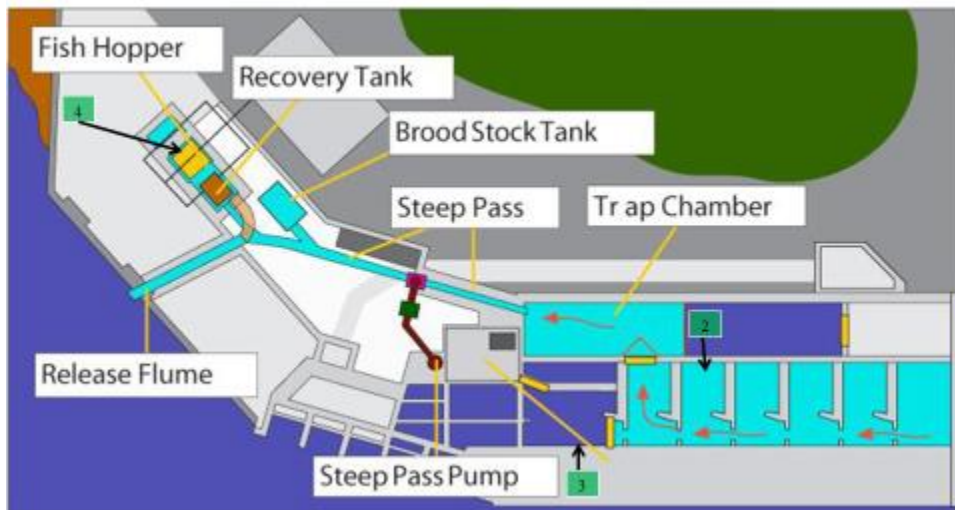 Fish Hopper
Recovery Tank
4
Brood Stock Tank
Steep Pass
Tr ap Chamber
2
Release Flume
Steep Pass Pump
3